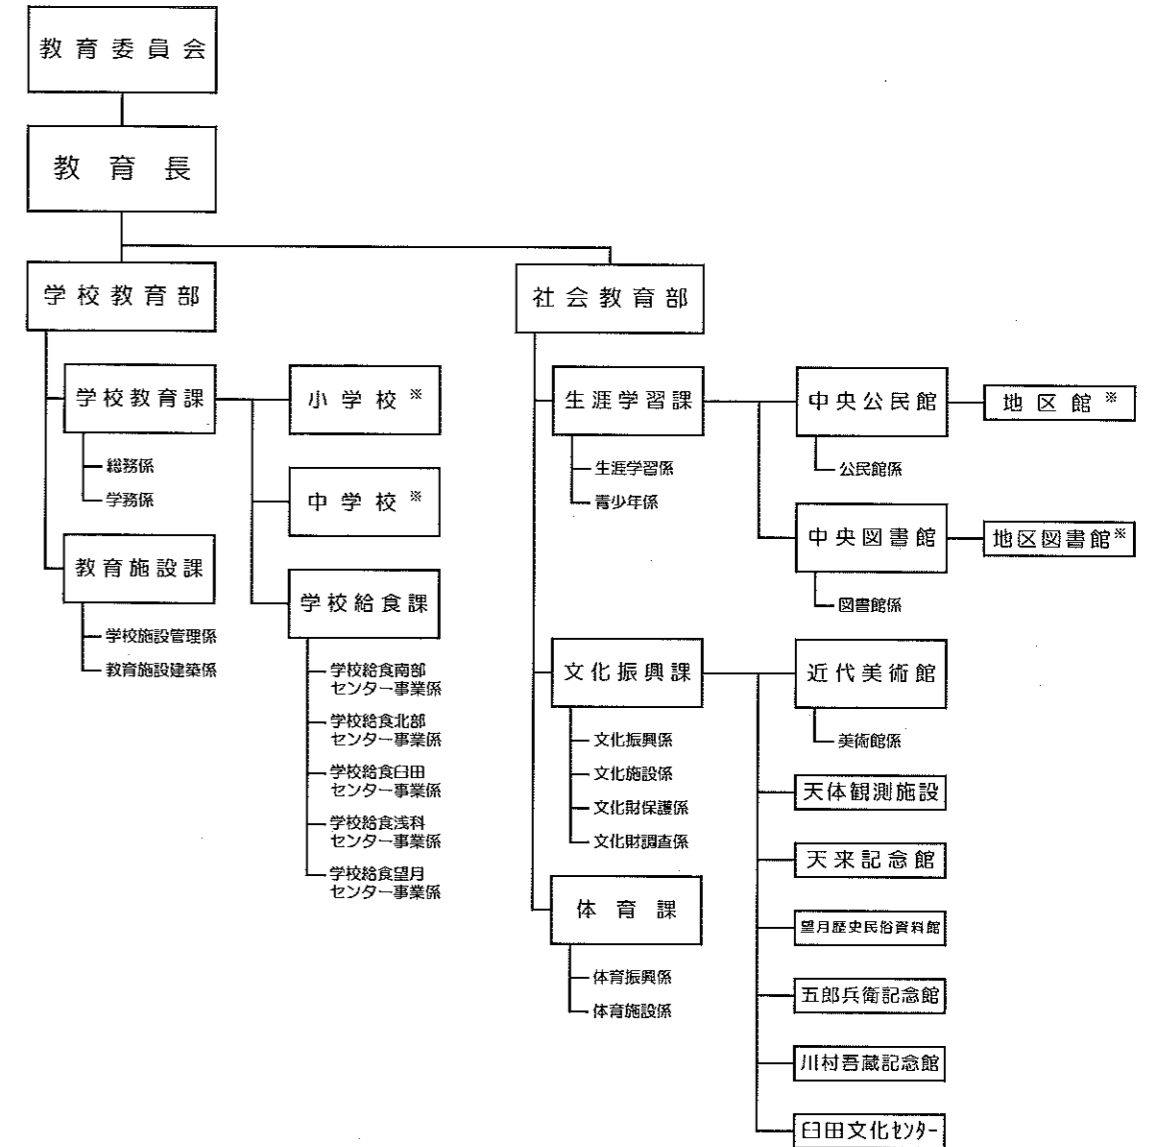 教育委員会
教育長
学校教育部
学校教育課
総務係
学務係
教育施設課
学校施設管理係
教育施設建築係
小学校※
中学校※
学校給食課
学校給食南部
センター事業係
学校給食北部
センター事業係
学校給食臼田
センター事業係
学校給食浅科
センター事業係
学校給食望月
センター事業係
社会教育部
生涯学習課
生涯学習係
青少年係
中央公民館
公民館係
地区館※
中央図書館
図書館係
地区図書館※
文化振興課
文化振興係
文化施設係
文化財保護係
文化財調査係
近代美術館
美術館係
天体観測施設
天来記念館
望月歴史民俗資料館
五郎兵衛記念館
川村吾蔵記念館
臼田文化センター
体育課
体育振興係
体育施設係